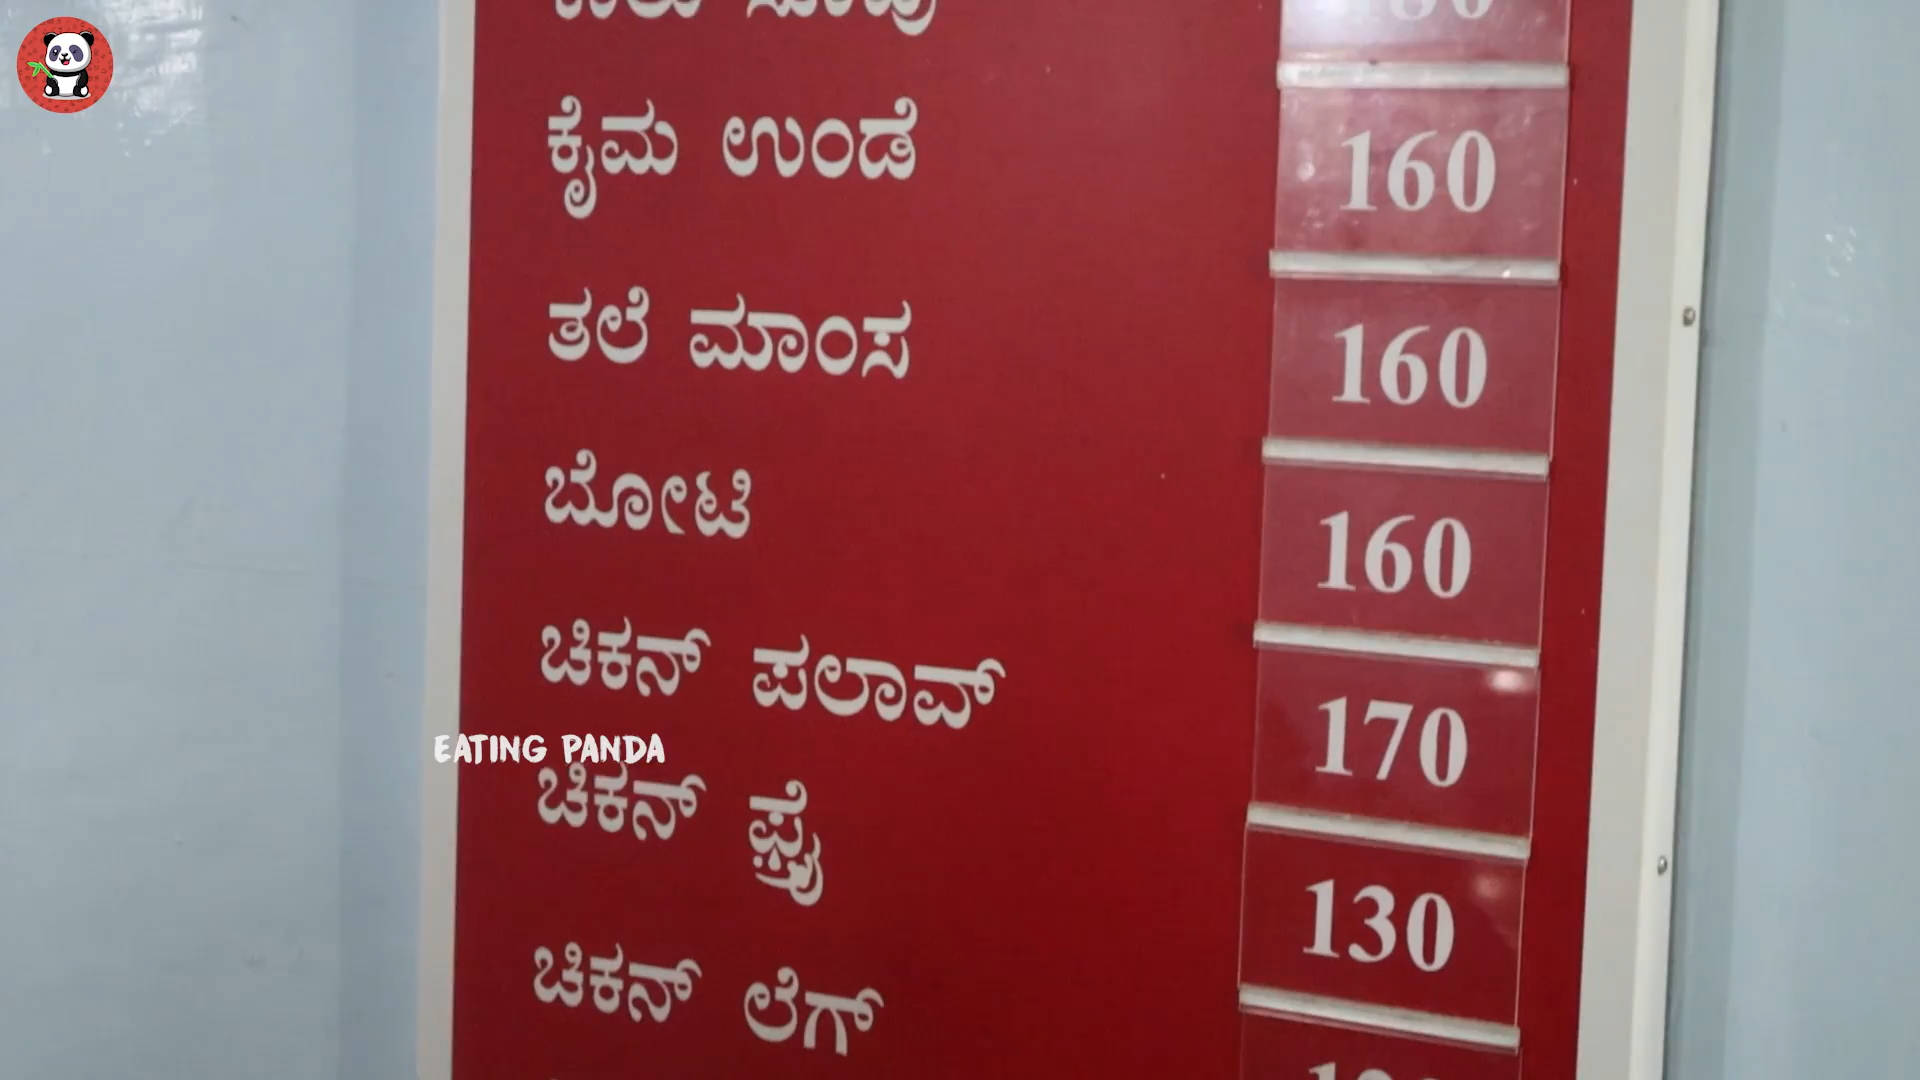 ಕೈಮ ಉಂಡೆ 160
ತಲೆ ಮಾಂಸ 160
ಬೋಟಿ 160
ಚಿಕನ್ ಪಲಾವ್ 170
EATING PANDA
ಚಿಕನ್ ಫ್ರೈ 130
ಚಿಕನ್ ಲೆಗ್